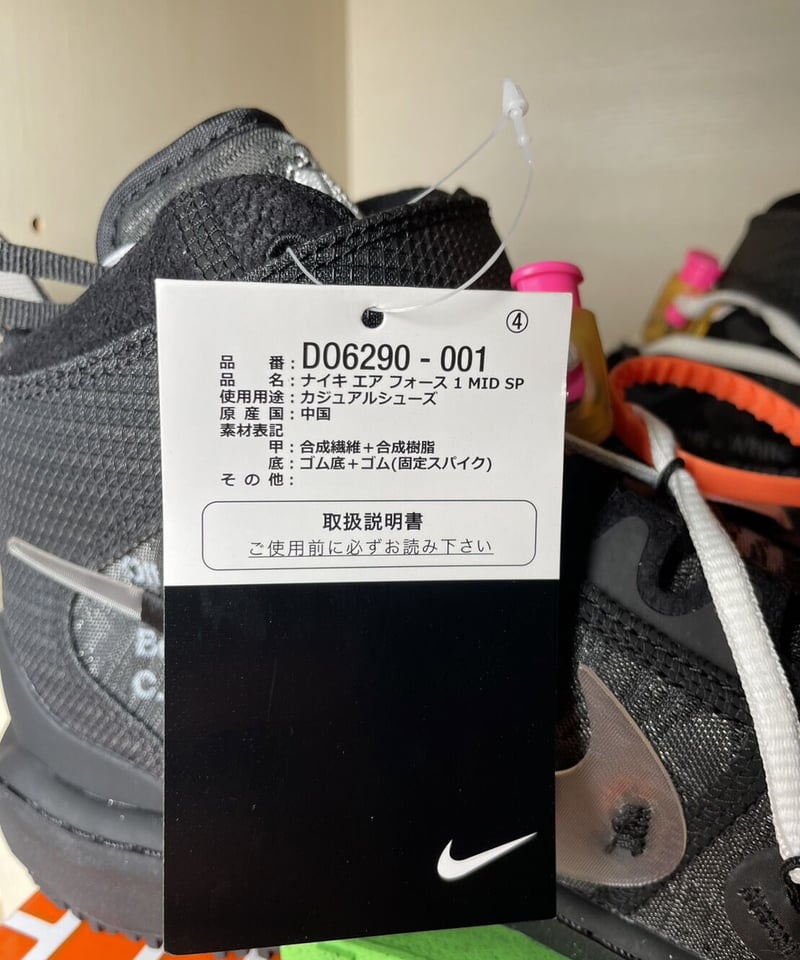 ④
品 番：DO6290 - 001
品 名：ナイキ エア フォース 1 MID SP
使用用途：カジュアルシューズ
原 産 国：中国
素材表記
甲：合成繊維＋合成樹脂
底：ゴム底＋ゴム(固定スパイク)
そ の 他：
取扱説明書
ご使用前に必ずお読み下さい